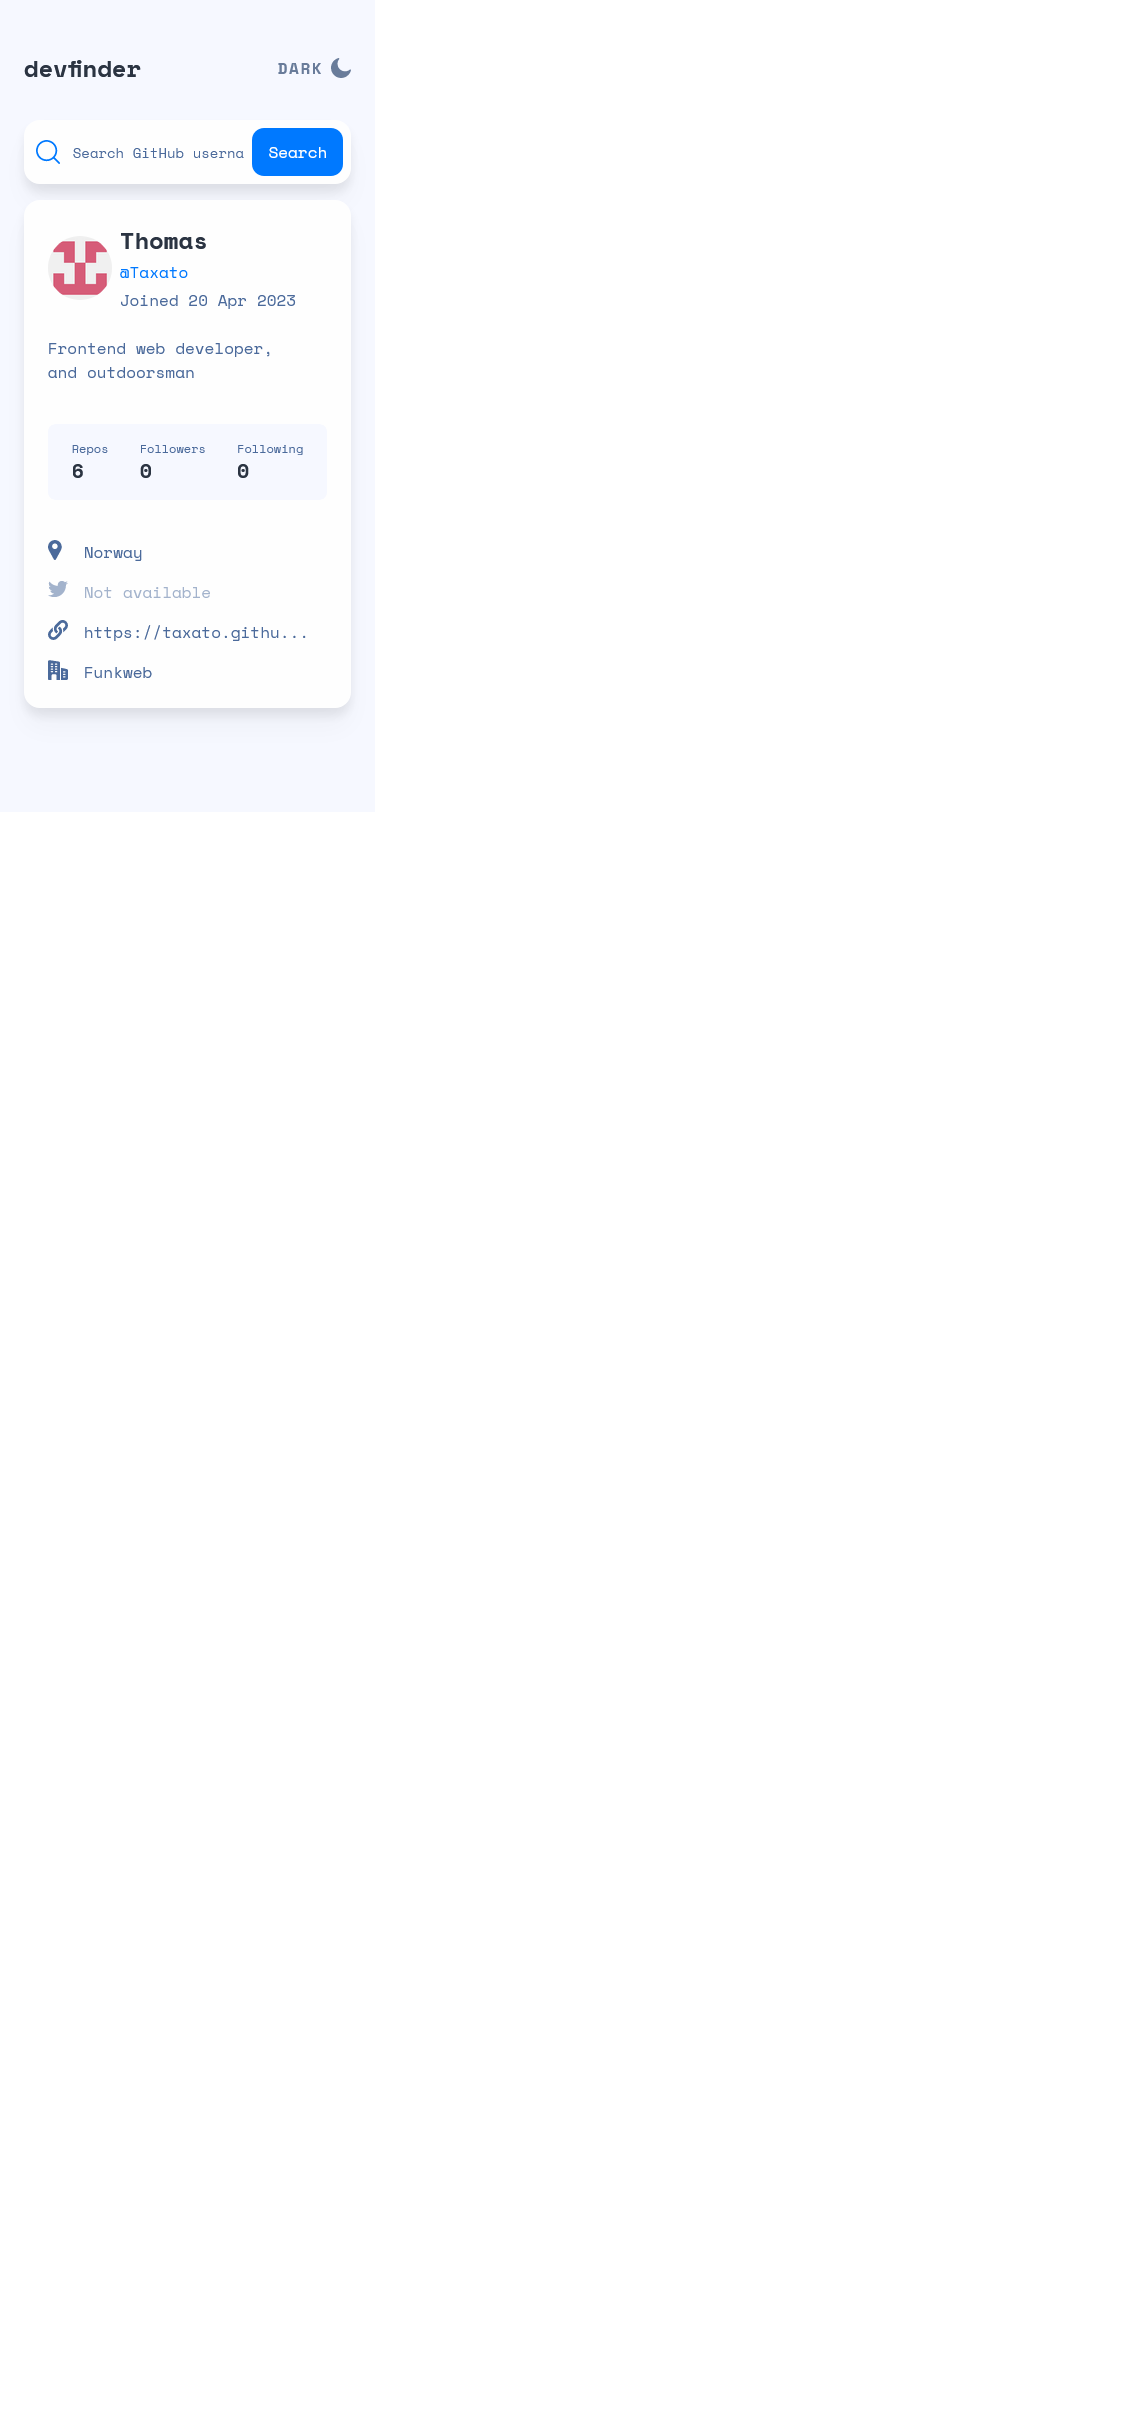 devfinder
DARK
Search GitHub userna
Search
Thomas
@Taxato
Joined 20 Apr 2023
Frontend web developer,
and outdoorsman
Repos Followers Following
6 0 0
Norway
Not available
https://taxato.githu...
Funkweb